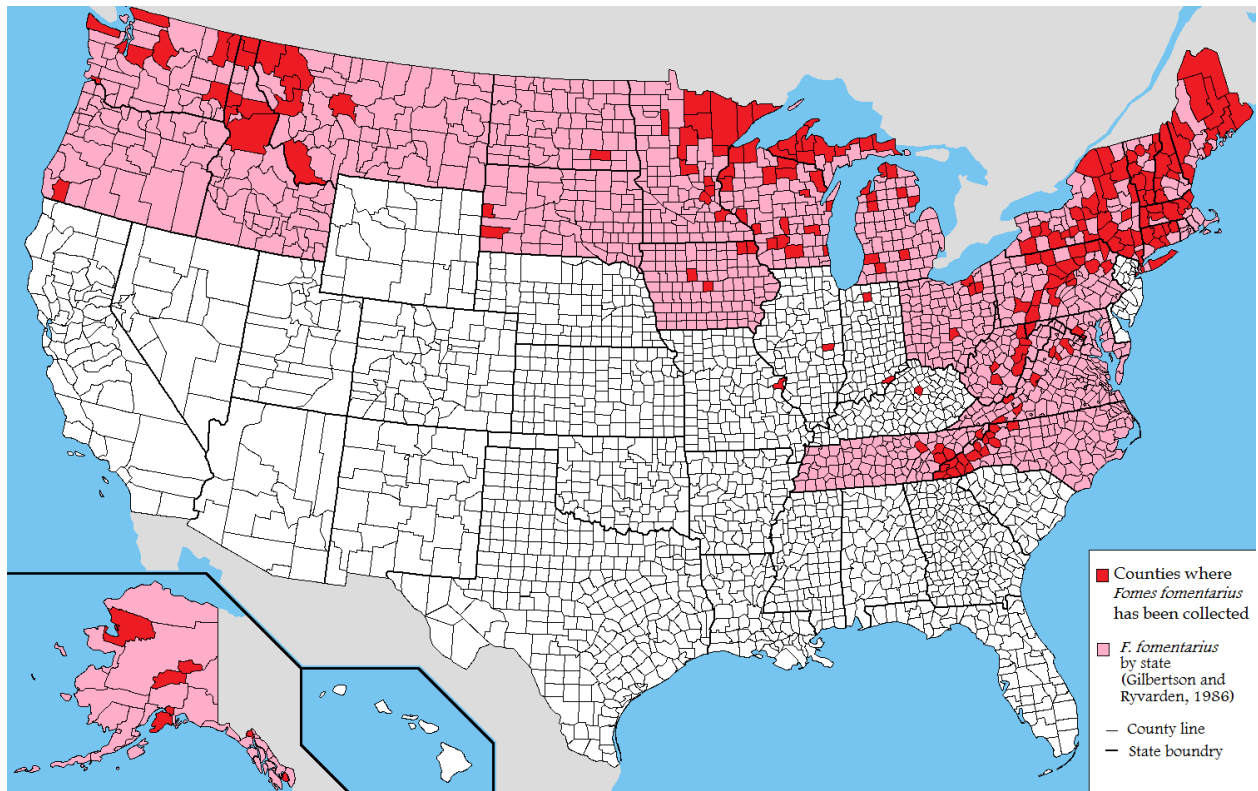 Counties where
Fomes fomentarius
has been collected
F. fomentarius
by state
(Gilbertson and
Ryvarden, 1986)
County line
State boundry